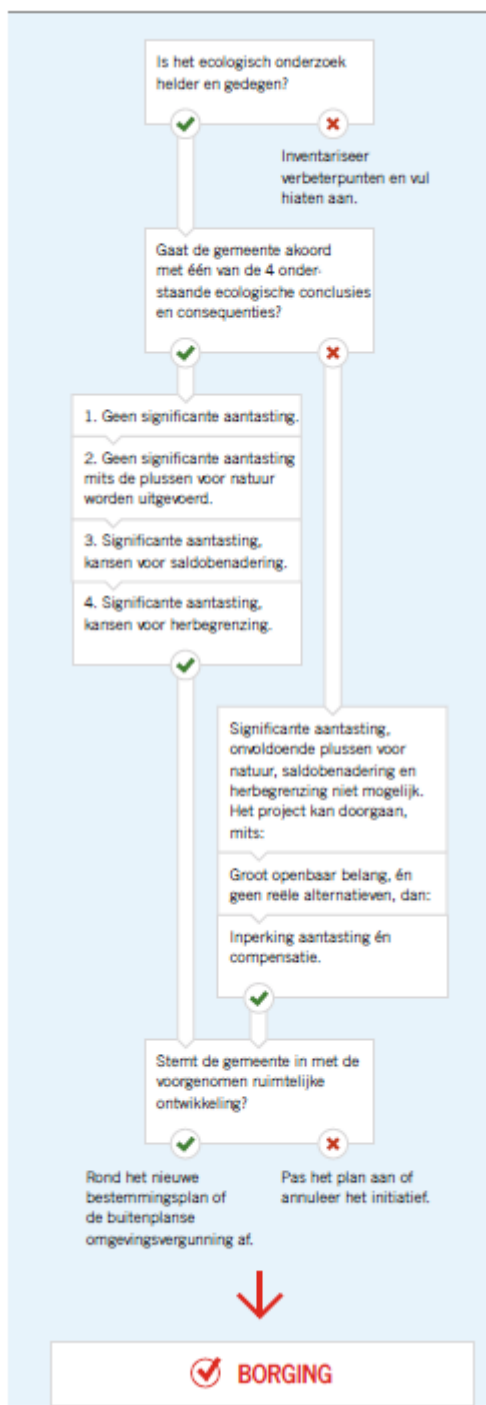 Is het ecologisch onderzoek
helder en gedegen?
Inventariseer
verbeterpunten en vul
hiaten aan.
Gaat de gemeente akoord
met één van de 4 onder-
staande ecologische conclusies
en consequenties?
1. Geen significante aantasting.
2. Geen significante aantasting
mits de plussen voor natuur
worden uitgevoerd.
3. Significante aantasting,
kansen voor saldobenadering.
4. Significante aantasting,
kansen voor herbegrenzing.
Significante aantasting,
onvoldoende plussen voor
natuur, saldobenadering en
herbegrenzing niet mogelijk.
Het project kan doorgaan,
mits:
Groot openbaar belang, én
geen reële alternatieven, dan:
Inperking aantasting én
compensatie.
Stemt de gemeente in met de
voorgenomen ruimtelijke
ontwikkeling?
Rond het nieuwe
bestemmingsplan of
de buitenplanse
omgevingsvergunning af.
Pas het plan aan of
annuleer het initiatief.
BORGING